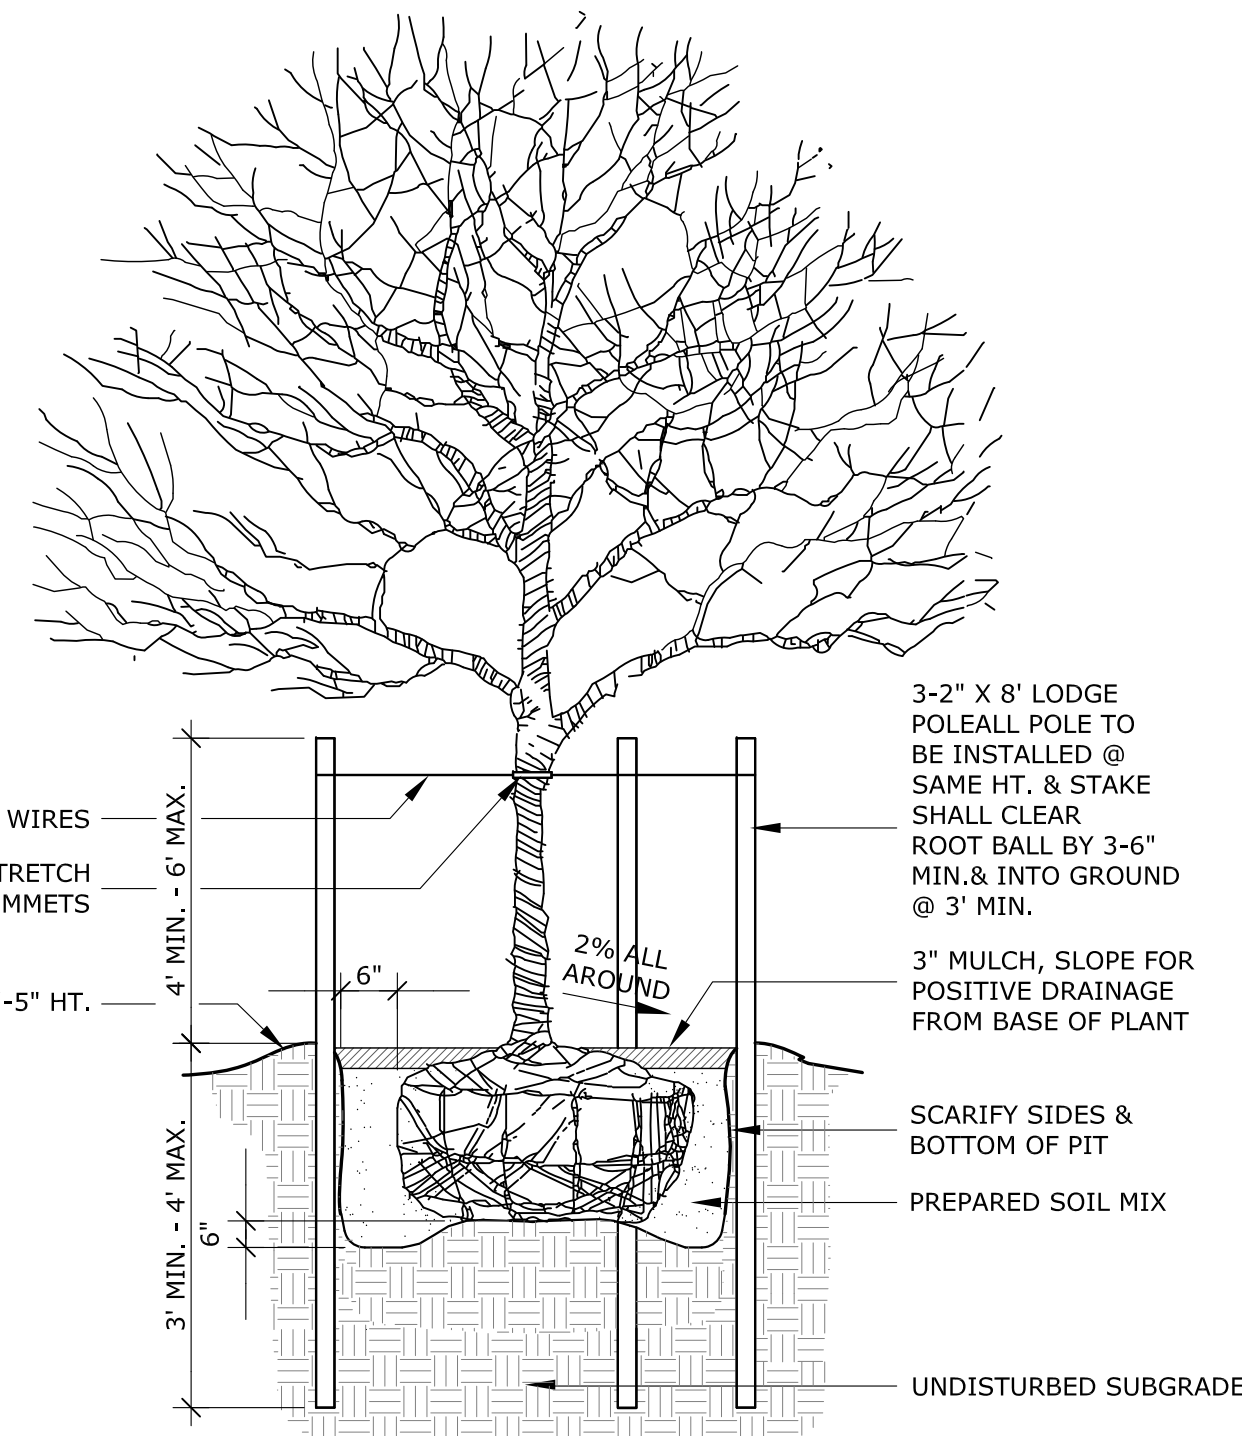 3-2" X 8' LODGE
POLEALL POLE TO
BE INSTALLED @
SAME HT. & STAKE
SHALL CLEAR
ROOT BALL BY 3-6"
MIN.& INTO GROUND
@ 3' MIN.
WIRES
TRETCH
MMETS
4' MIN. - 6' MAX.
2% ALL
AROUND
6"
3" MULCH, SLOPE FOR
POSITIVE DRAINAGE
FROM BASE OF PLANT
-5" HT.
SCARIFY SIDES &
BOTTOM OF PIT
PREPARED SOIL MIX
3' MIN. - 4' MAX.
6"
UNDISTURBED SUBGRADE